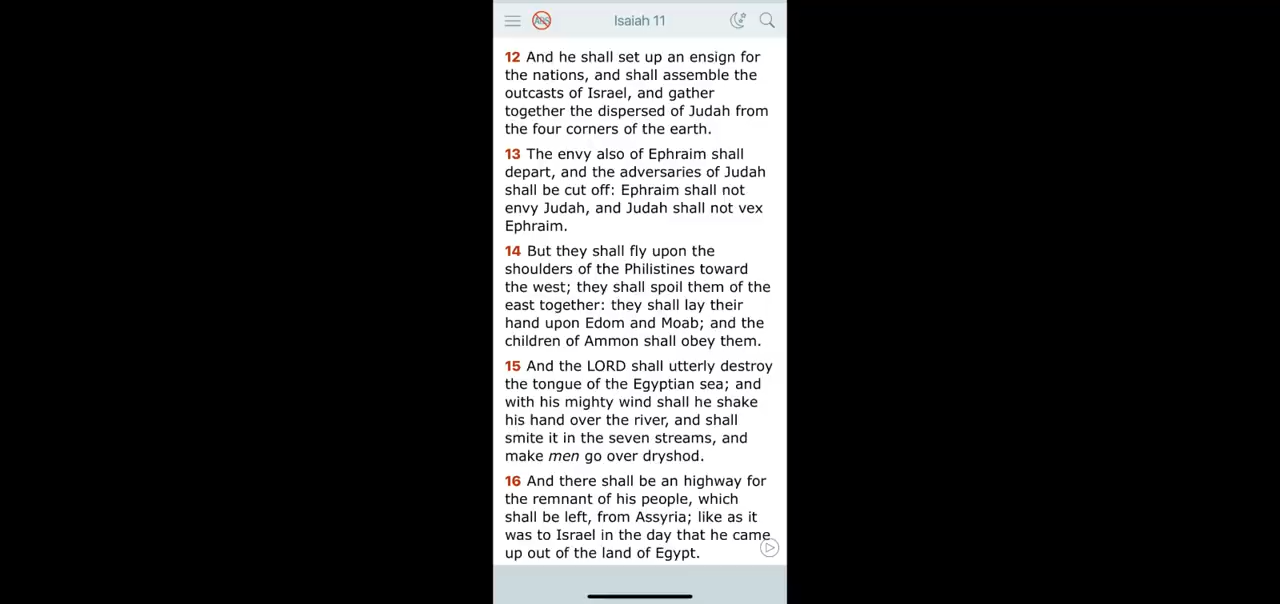 ADS
Isaiah 11
12 And he shall set up an ensign for
the nations, and shall assemble the
outcasts of Israel, and gather
together the dispersed of Judah from
the four corners of the earth.
13 The envy also of Ephraim shall
depart, and the adversaries of Judah
shall be cut off: Ephraim shall not
envy Judah, and Judah shall not vex
Ephraim.
14 But they shall fly upon the
shoulders of the Philistines toward
the west; they shall spoil them of the
east together: they shall lay their
hand upon Edom and Moab; and the
children of Ammon shall obey them.
15 And the LORD shall utterly destroy
the tongue of the Egyptian sea; and
with his mighty wind shall he shake
his hand over the river, and shall
smite it in the seven streams, and
make men go over dryshod.
16 And there shall be an highway for
the remnant of his people, which
shall be left, from Assyria; like as it
was to Israel in the day that he came
up out of the land of Egypt.